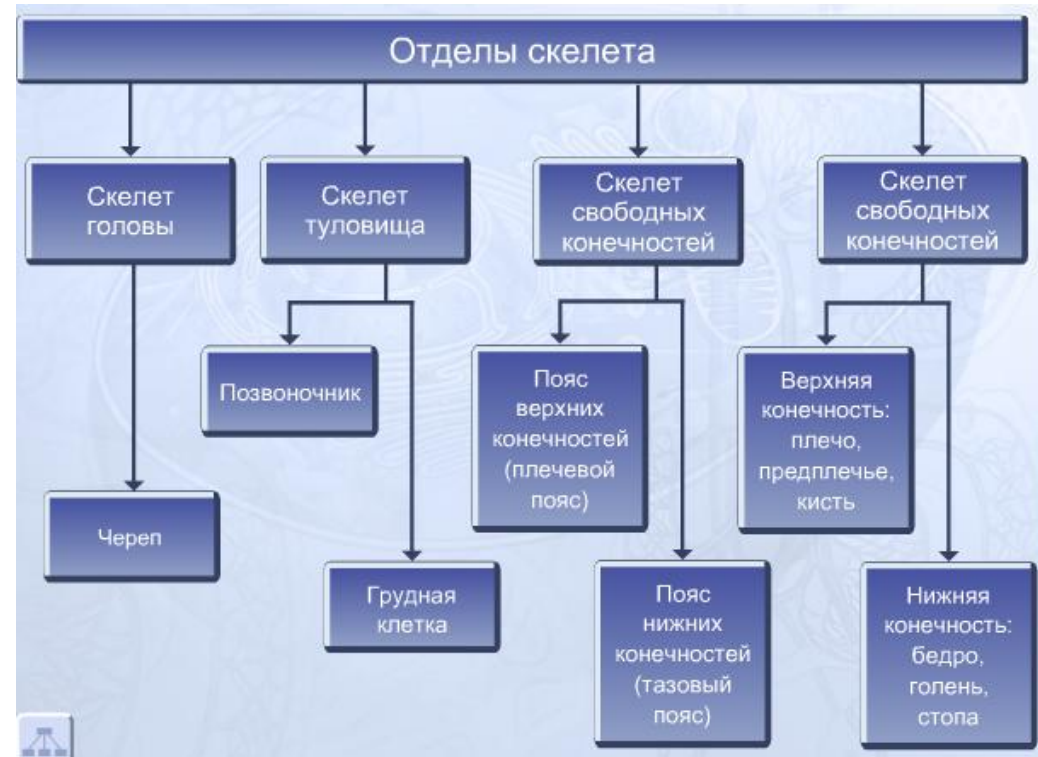 Отделы скелета
Скелет
головы
Скелет
туловища
Скелет
свободных
конечностей
Скелет
свободных
конечностей
Позвоночник
Пояс
верхних
конечностей
(плечевой
пояс)
Верхняя
конечность:
плечо,
предплечье,
кисть
Череп
Грудная
клетка
Пояс
нижних
конечностей
(тазовый
пояс)
Нижняя
конечность:
бедро,
голень,
стопа